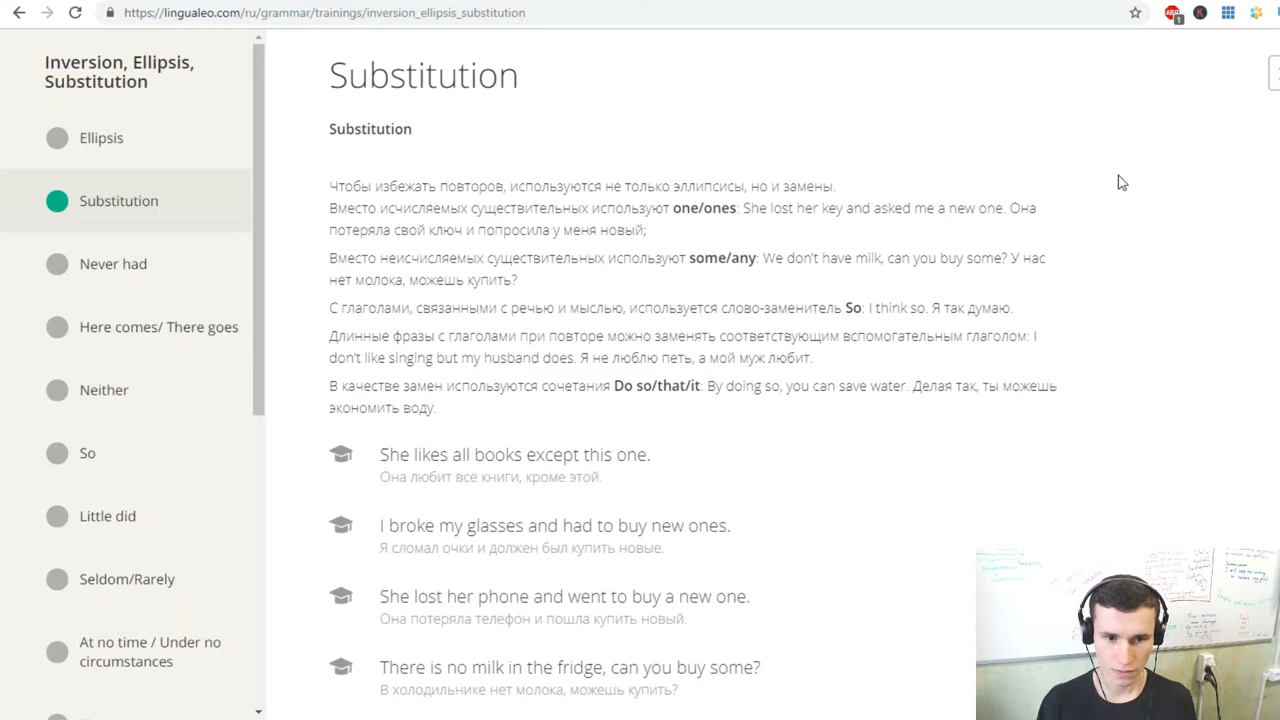 https://lingualeo.com/ru/grammar/trainings/inversion_ellipsis_substitution
ABP
1
K
Inversion, Ellipsis,
Substitution
Ellipsis
Substitution
Never had
Here comes/ There goes
Neither
So
Little did
Seldom/Rarely
At no time / Under no
circumstances
Substitution
Substitution
Чтобы избежать повторов, используются не только эллипсисы, но и замены.
Вместо исчисляемых существительных используют one/ones: She lost her key and asked me a new one. Она
потеряла свой ключ и попросила у меня новый;
Вместо неисчисляемых существительных используют some/any: We don't have milk, can you buy some? У нас
нет молока, можешь купить?
С глаголами, связанными с речью и мыслью, используется слово-заменитель So: I think so. Я так думаю.
Длинные фразы с глаголами при повторе можно заменять соответствующим вспомогательным глаголом: I
don't like singing but my husband does. Я не люблю петь, а мой муж любит.
В качестве замен используются сочетания Do so/that/it: By doing so, you can save water. Делая так, ты можешь
экономить воду.
She likes all books except this one.
Она любит все книги, кроме этой.
I broke my glasses and had to buy new ones.
Я сломал очки и должен был купить новые.
She lost her phone and went to buy a new one.
Она потеряла телефон и пошла купить новый.
There is no milk in the fridge, can you buy some?
В холодильнике нет молока, можешь купить?